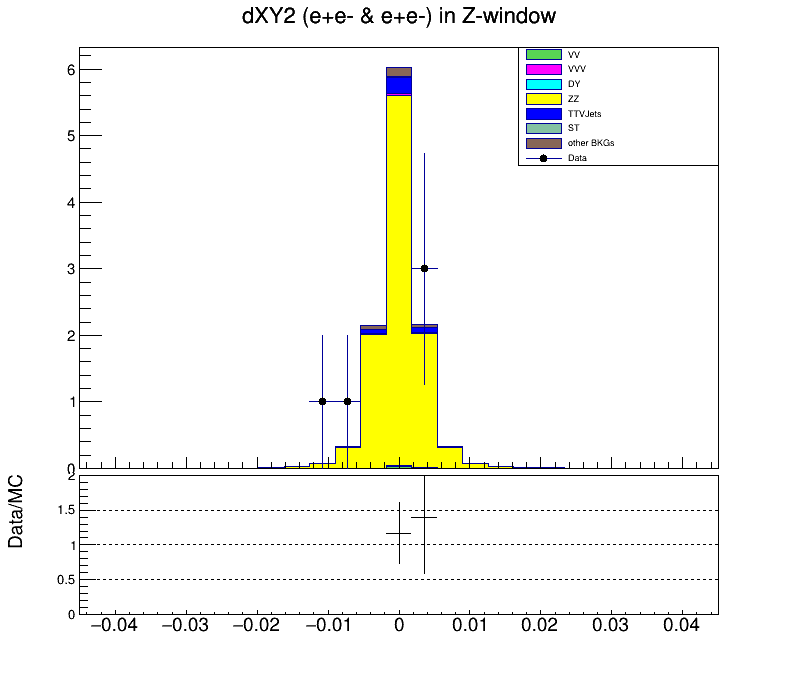 dXY2 (e+e- & e+e-) in Z-window
VV
VVV
DY
ZZ
TTVJets
ST
other BKGs
Data
6
5
4
3
2
1
0
Data/MC
2
1.5
1
0.5
0
−0.04 −0.03 −0.02 −0.01 0 0.01 0.02 0.03 0.04